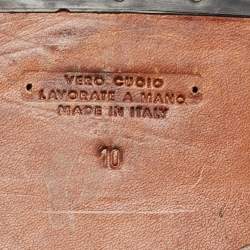 VERO CUOIO
LAVORATE A MANO
MADE IN ITALY
10